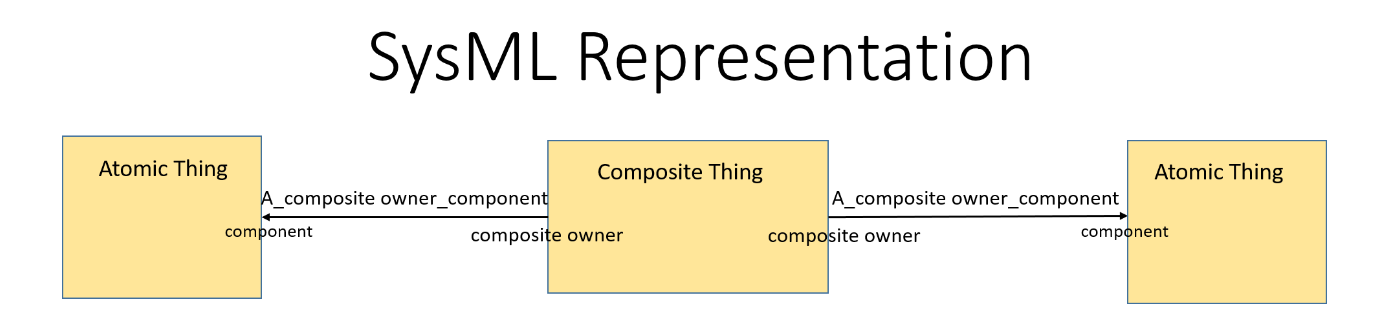 SysML Representation
Atomic Thing
Composite Thing
Atomic Thing
A_composite owner_component
A_composite owner_component
component
composite owner
composite owner
component